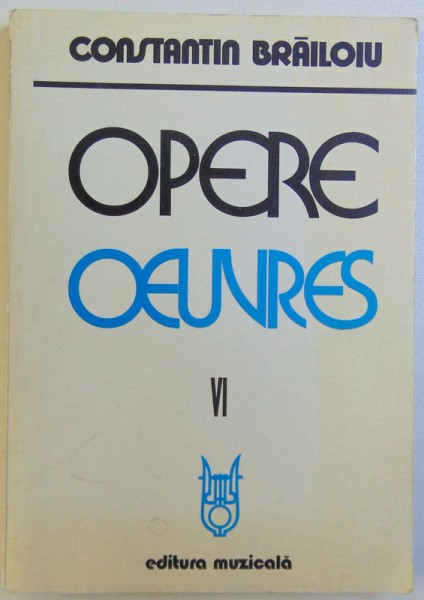 CONSTANTIN BRĂILOIU
OPERE
OEUVRES
VI
editura muzicală